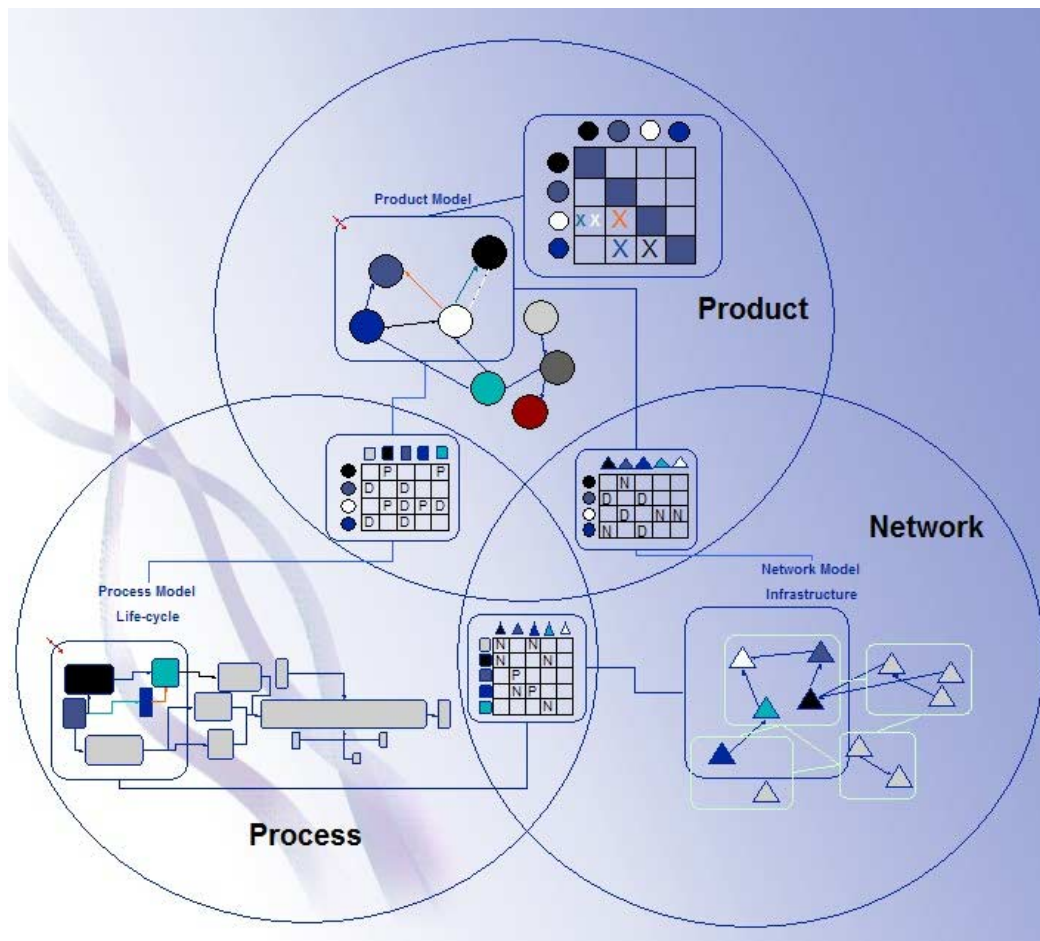 Product Model
X X X
X X
Product
P P
D D
P D P D
D D
N
D D
D N N
N D
Network
Process Model
Life-cycle
Network Model
Infrastructure
N N
N N
P
N P
N
Process